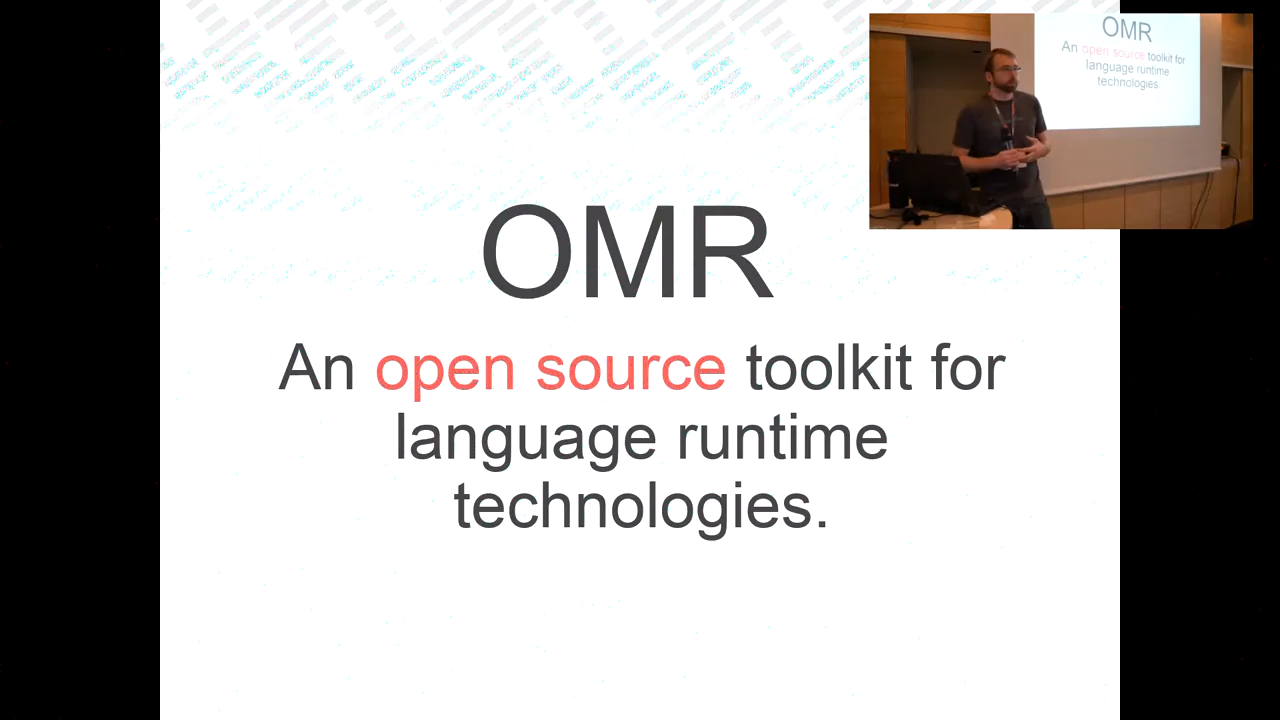 OMR
An open source toolkit for
language runtime
technologies.
OMR
An open source toolkit for
language runtime
technologies